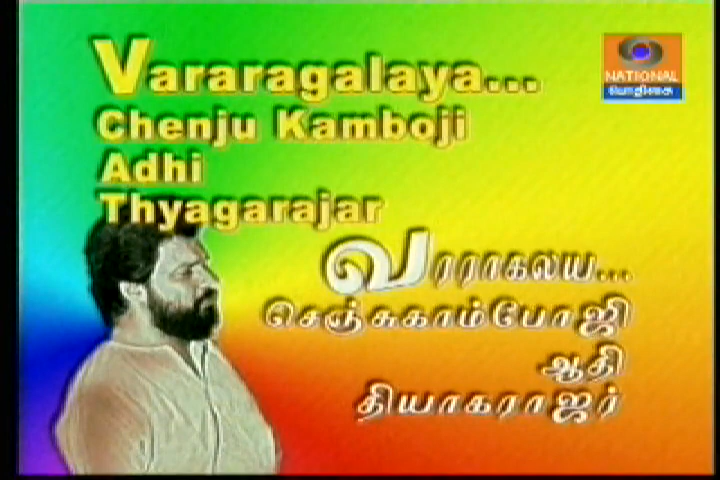 Vararagalaya...
Chenju Kamboji
Adhi
Thyagarajar
NATIONAL
பொதிகை
வரராகலய...
செஞ்சுகாம்போஜி
ஆதி
தியாகராஜர்